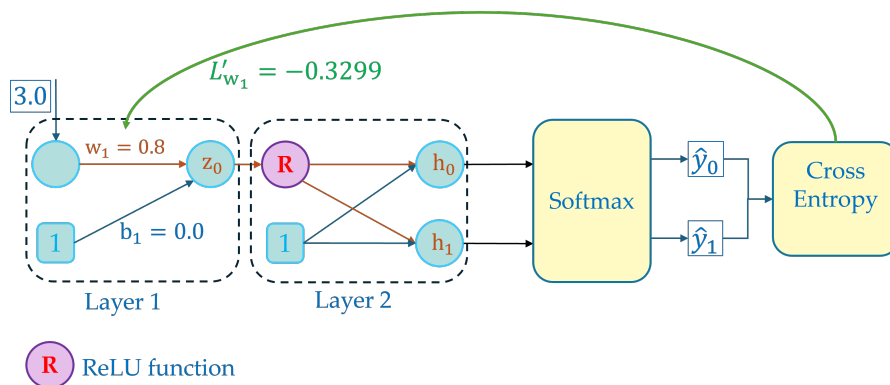 L′w₁ = −0.3299
3.0
w₁ = 0.8
z₀
R
h₀
1
b₁ = 0.0
1
h₁
Layer 1
Layer 2
Softmax
ŷ₀
ŷ₁
Cross
Entropy
R ReLU function